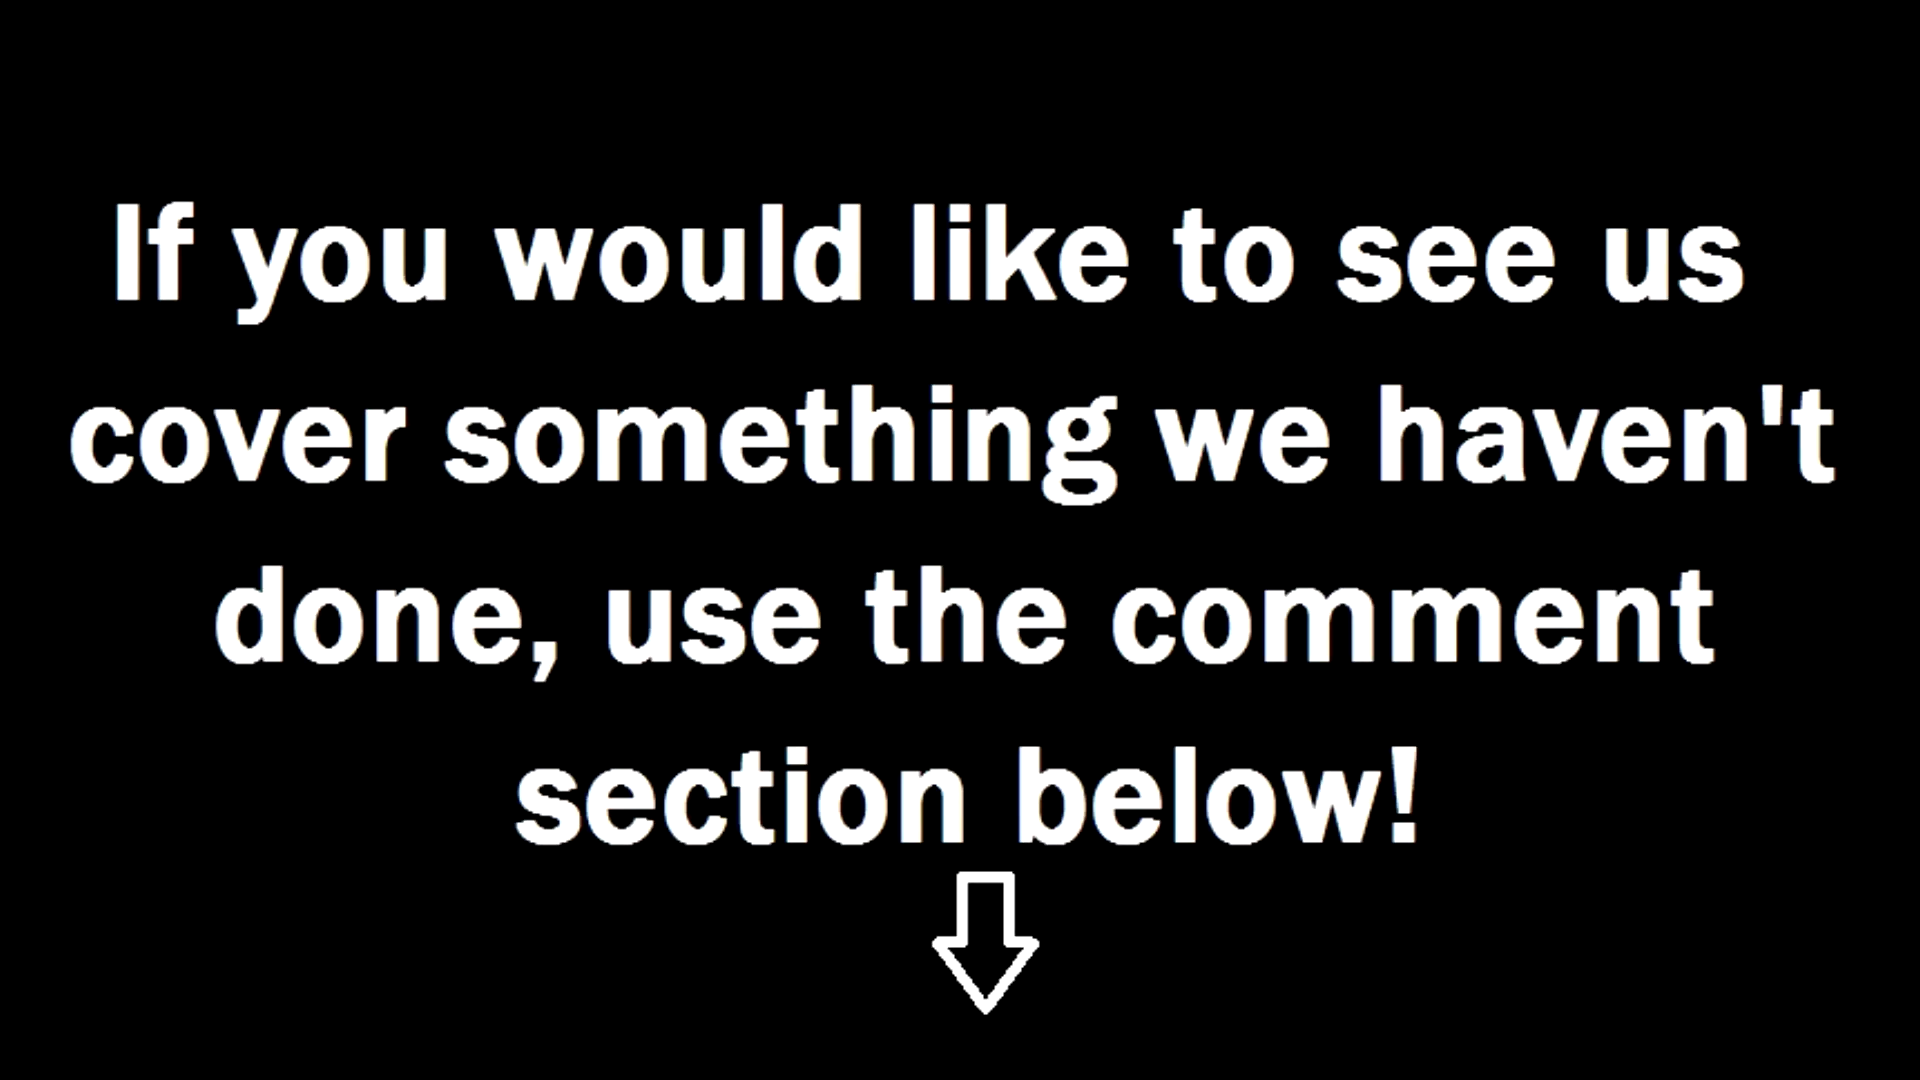 If you would like to see us
cover something we haven't
done, use the comment
section below!